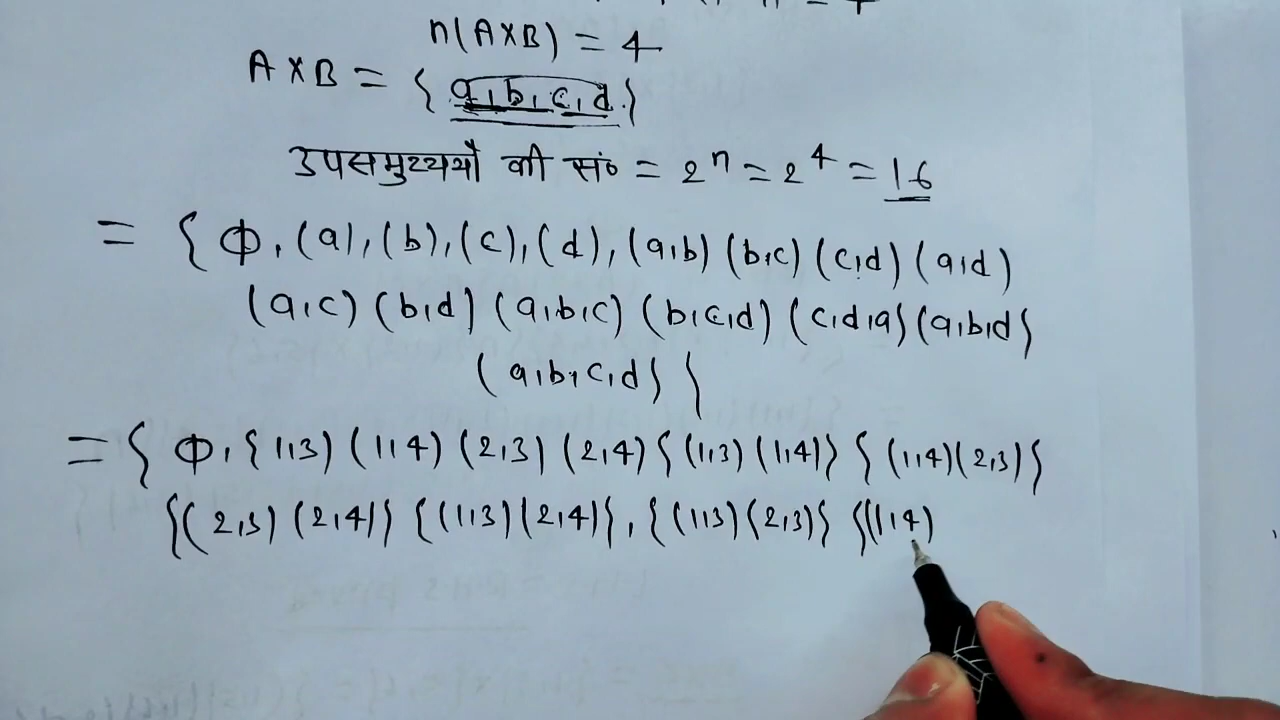 n(A×B) = 4
A×B = {a,b,c,d}
उपसमुच्चयों की सं० = 2ⁿ = 2⁴ = 16
= {Φ, (a), (b), (c), (d), (a,b) (b,c) (c,d) (a,d)
(a,c) (b,d) (a,b,c) (b,c,d) (c,d,a} (a,b,d}
(a,b,c,d} }
= { Φ, {1,3) (1,4) (2,3) (2,4) {(1,3) (1,4)} {(1,4)(2,3)}
{(2,3) (2,4)} {(1,3)(2,4)}, {(1,3)(2,3)} {(1,4)